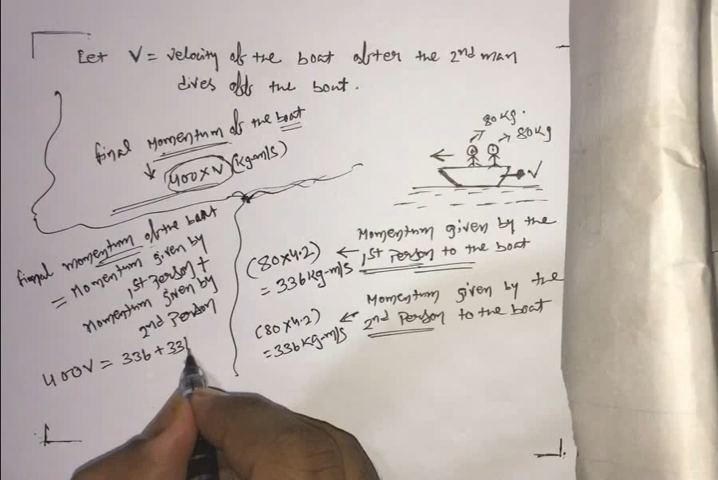 Let V = velocity of the boat after the 2nd man
dives off the boat.
final Momentum of the boat
400×V (kg-m/s)
80 kg.
80 kg
V
final momentum of the boat
= Momentum given by
1st person +
Momentum given by
2nd person
400V = 336 + 33
(80×4.2) ← Momentum given by the
= 336 kg-m/s 1st person to the boat
(80×4.2) ← Momentum given by the
= 336 kg-m/s 2nd person to the boat